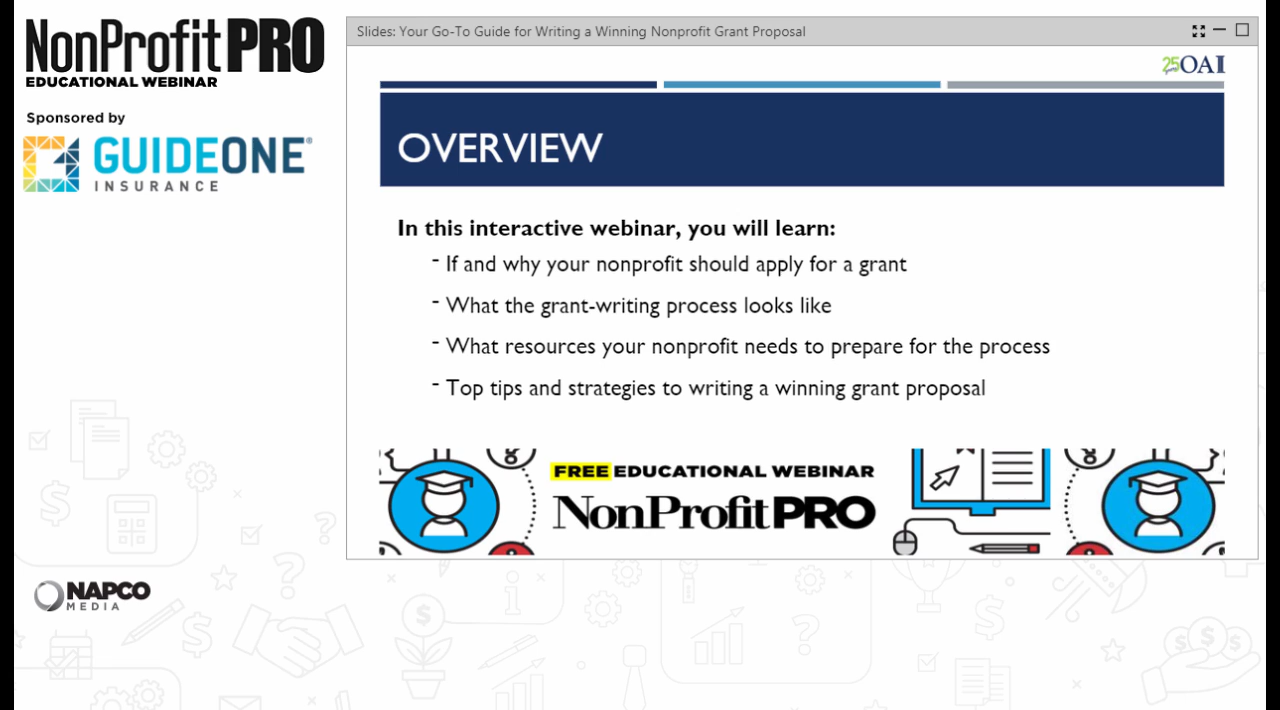 NonProfit PRO
EDUCATIONAL WEBINAR
Sponsored by
GUIDEONE®
INSURANCE
NAPCO
MEDIA
Slides: Your Go-To Guide for Writing a Winning Nonprofit Grant Proposal
25 OAI
OVERVIEW
In this interactive webinar, you will learn:
- If and why your nonprofit should apply for a grant
- What the grant-writing process looks like
- What resources your nonprofit needs to prepare for the process
- Top tips and strategies to writing a winning grant proposal
FREE EDUCATIONAL WEBINAR
NonProfit PRO